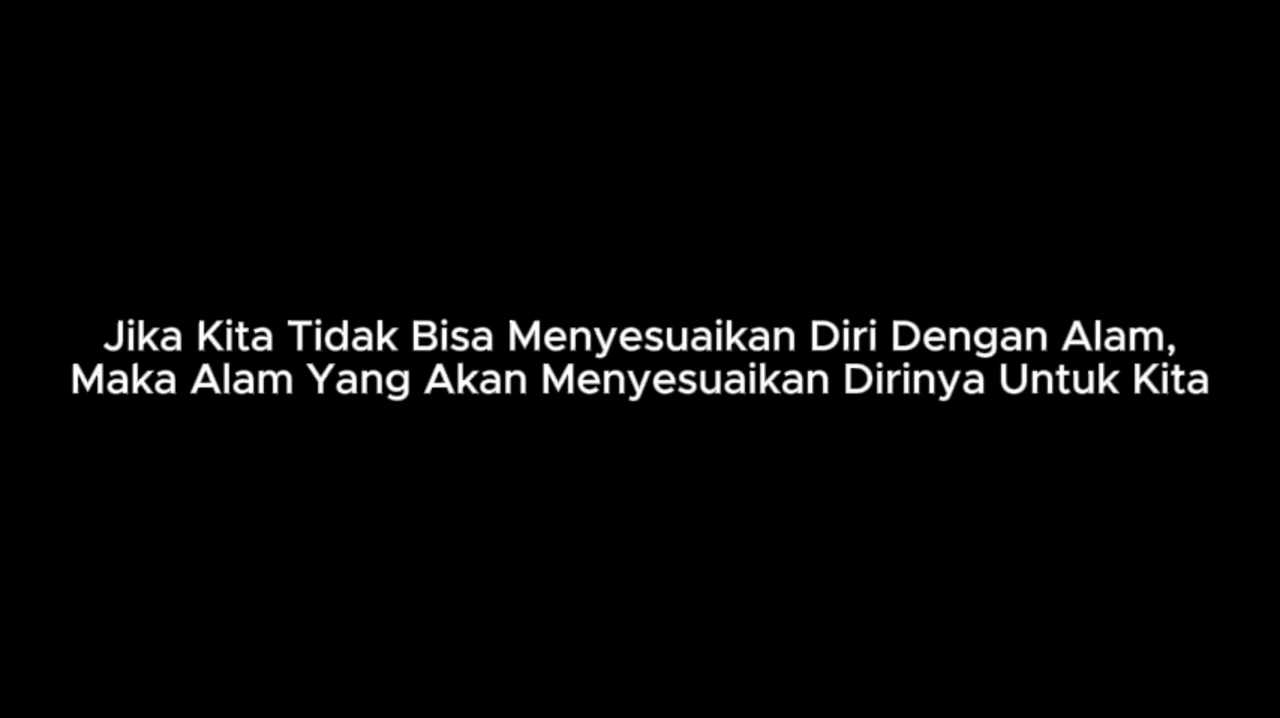 Jika Kita Tidak Bisa Menyesuaikan Diri Dengan Alam,
Maka Alam Yang Akan Menyesuaikan Dirinya Untuk Kita